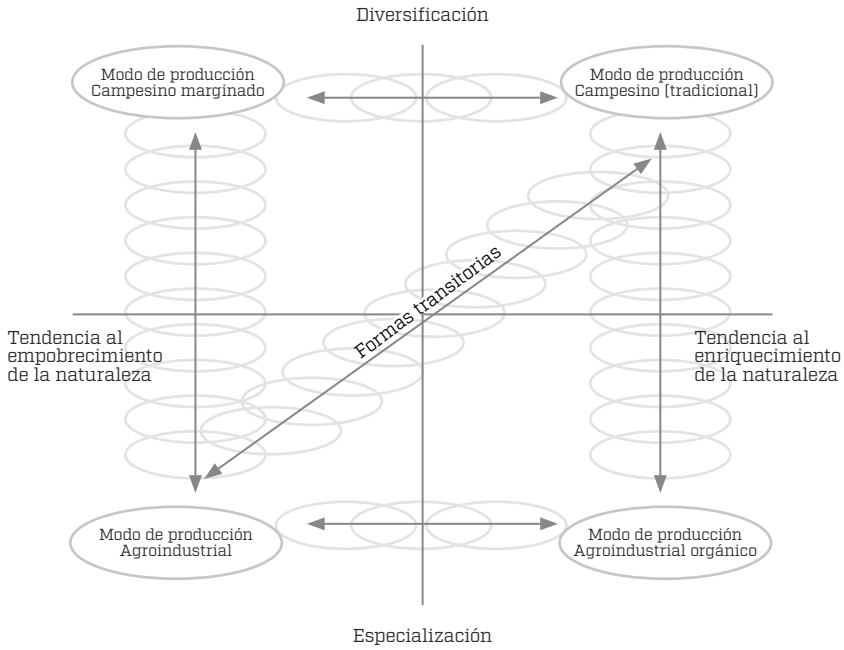 Diversificación
Modo de producción
Campesino marginado
Modo de producción
Campesino (tradicional)
Formas transitorias
Tendencia al
empobrecimiento
de la naturaleza
Tendencia al
enriquecimiento
de la naturaleza
Modo de producción
Agroindustrial
Modo de producción
Agroindustrial orgánico
Especialización